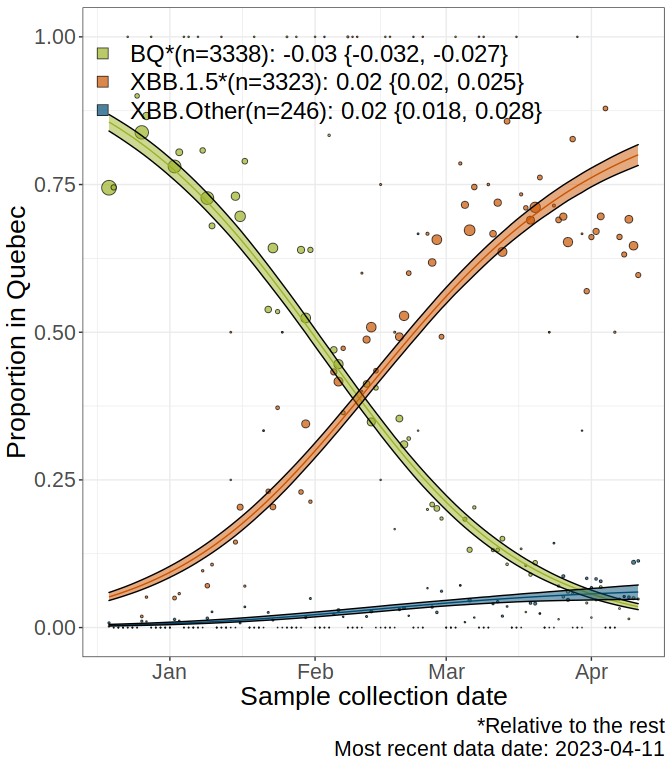 BQ*(n=3338): -0.03 {-0.032, -0.027}
XBB.1.5*(n=3323): 0.02 {0.02, 0.025}
XBB.Other(n=246): 0.02 {0.018, 0.028}
Proportion in Quebec
1.00
0.75
0.50
0.25
0.00
Jan Feb Mar Apr
Sample collection date
*Relative to the rest
Most recent data date: 2023-04-11